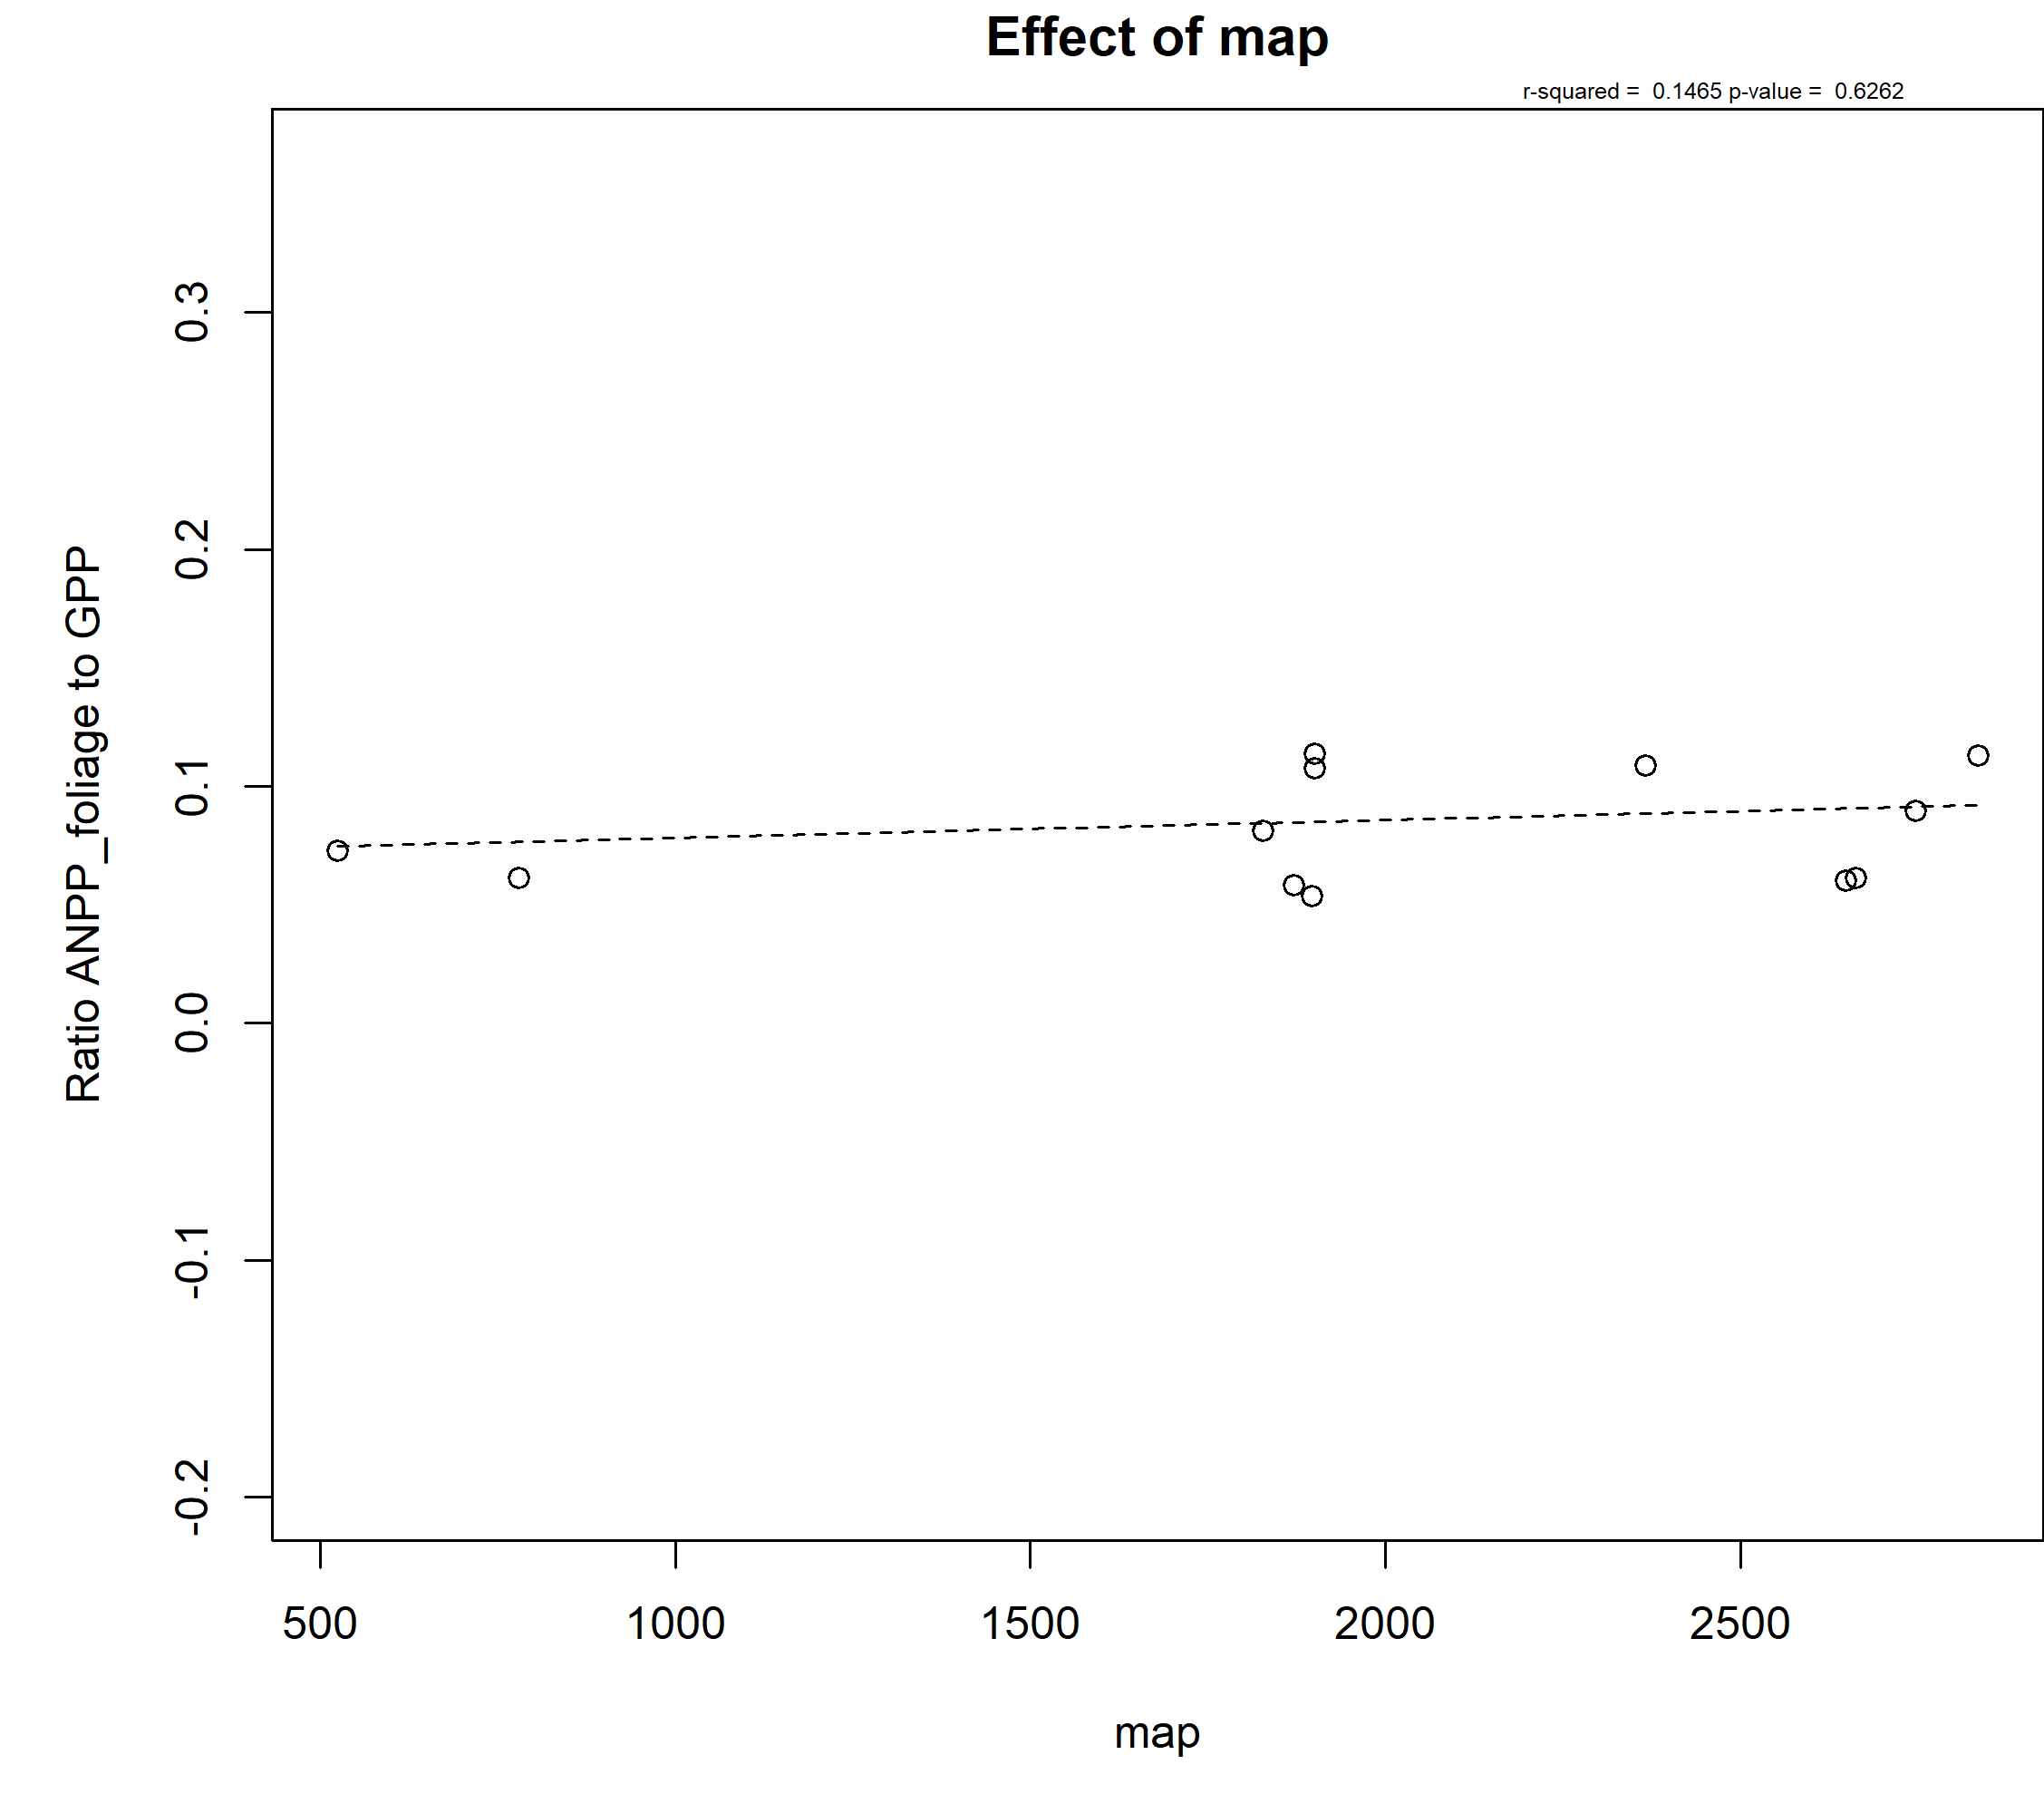 Effect of map
r-squared =  0.1465 p-value =  0.6262
Ratio ANPP_foliage to GPP
0.3
0.2
0.1
0.0
-0.1
-0.2
500 1000 1500 2000 2500
map